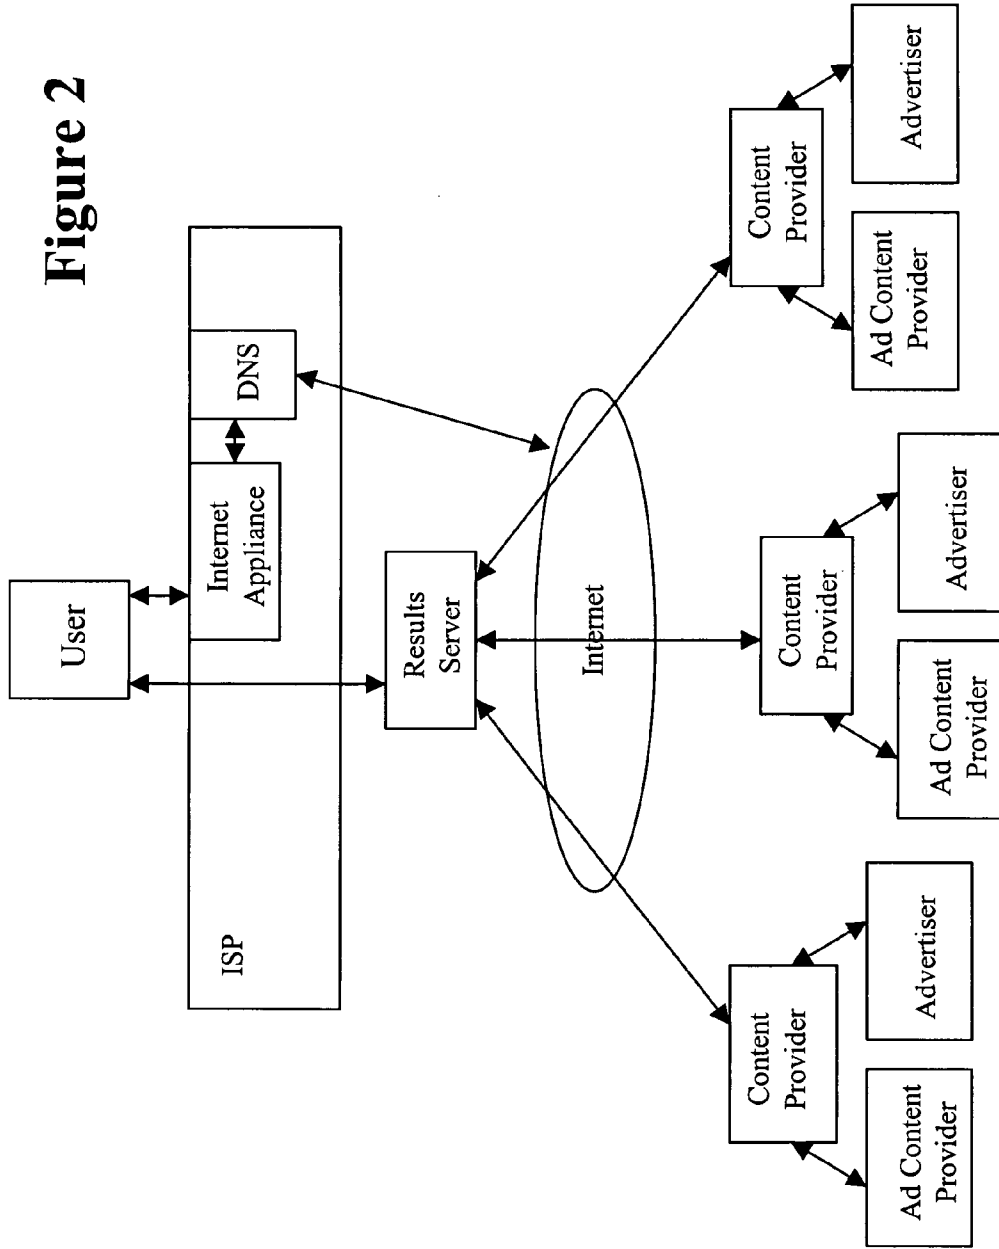 Figure 2
User
ISP
Internet
Appliance
DNS
Results
Server
Internet
Content
Provider
Ad Content
Provider
Advertiser
Content
Provider
Ad Content
Provider
Advertiser
Content
Provider
Ad Content
Provider
Advertiser